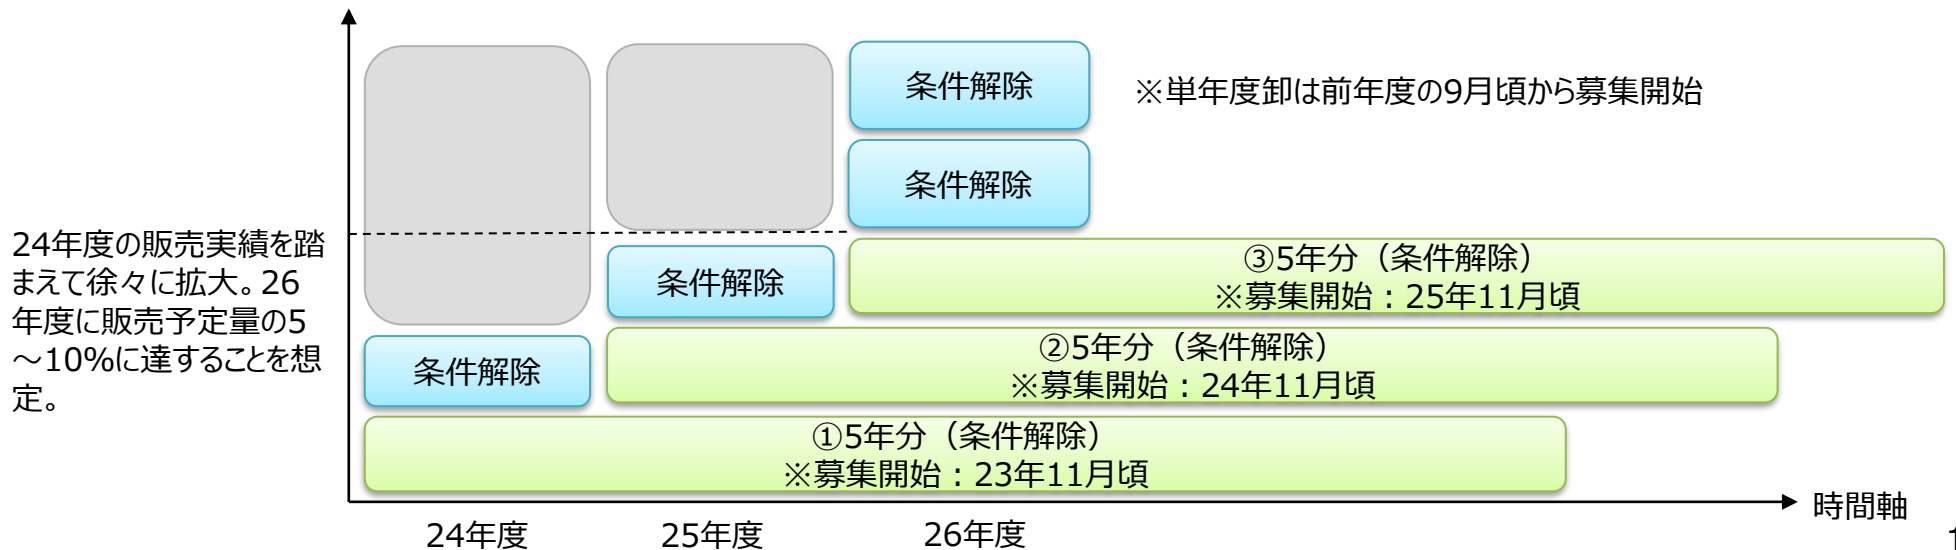 条件解除
※単年度卸は前年度の9月頃から募集開始
条件解除
24年度の販売実績を踏
まえて徐々に拡大。26
年度に販売予定量の5
～10%に達することを想
定。
条件解除
③5年分（条件解除）
※募集開始：25年11月頃
条件解除
②5年分（条件解除）
※募集開始：24年11月頃
①5年分（条件解除）
※募集開始：23年11月頃
時間軸
24年度
25年度
26年度